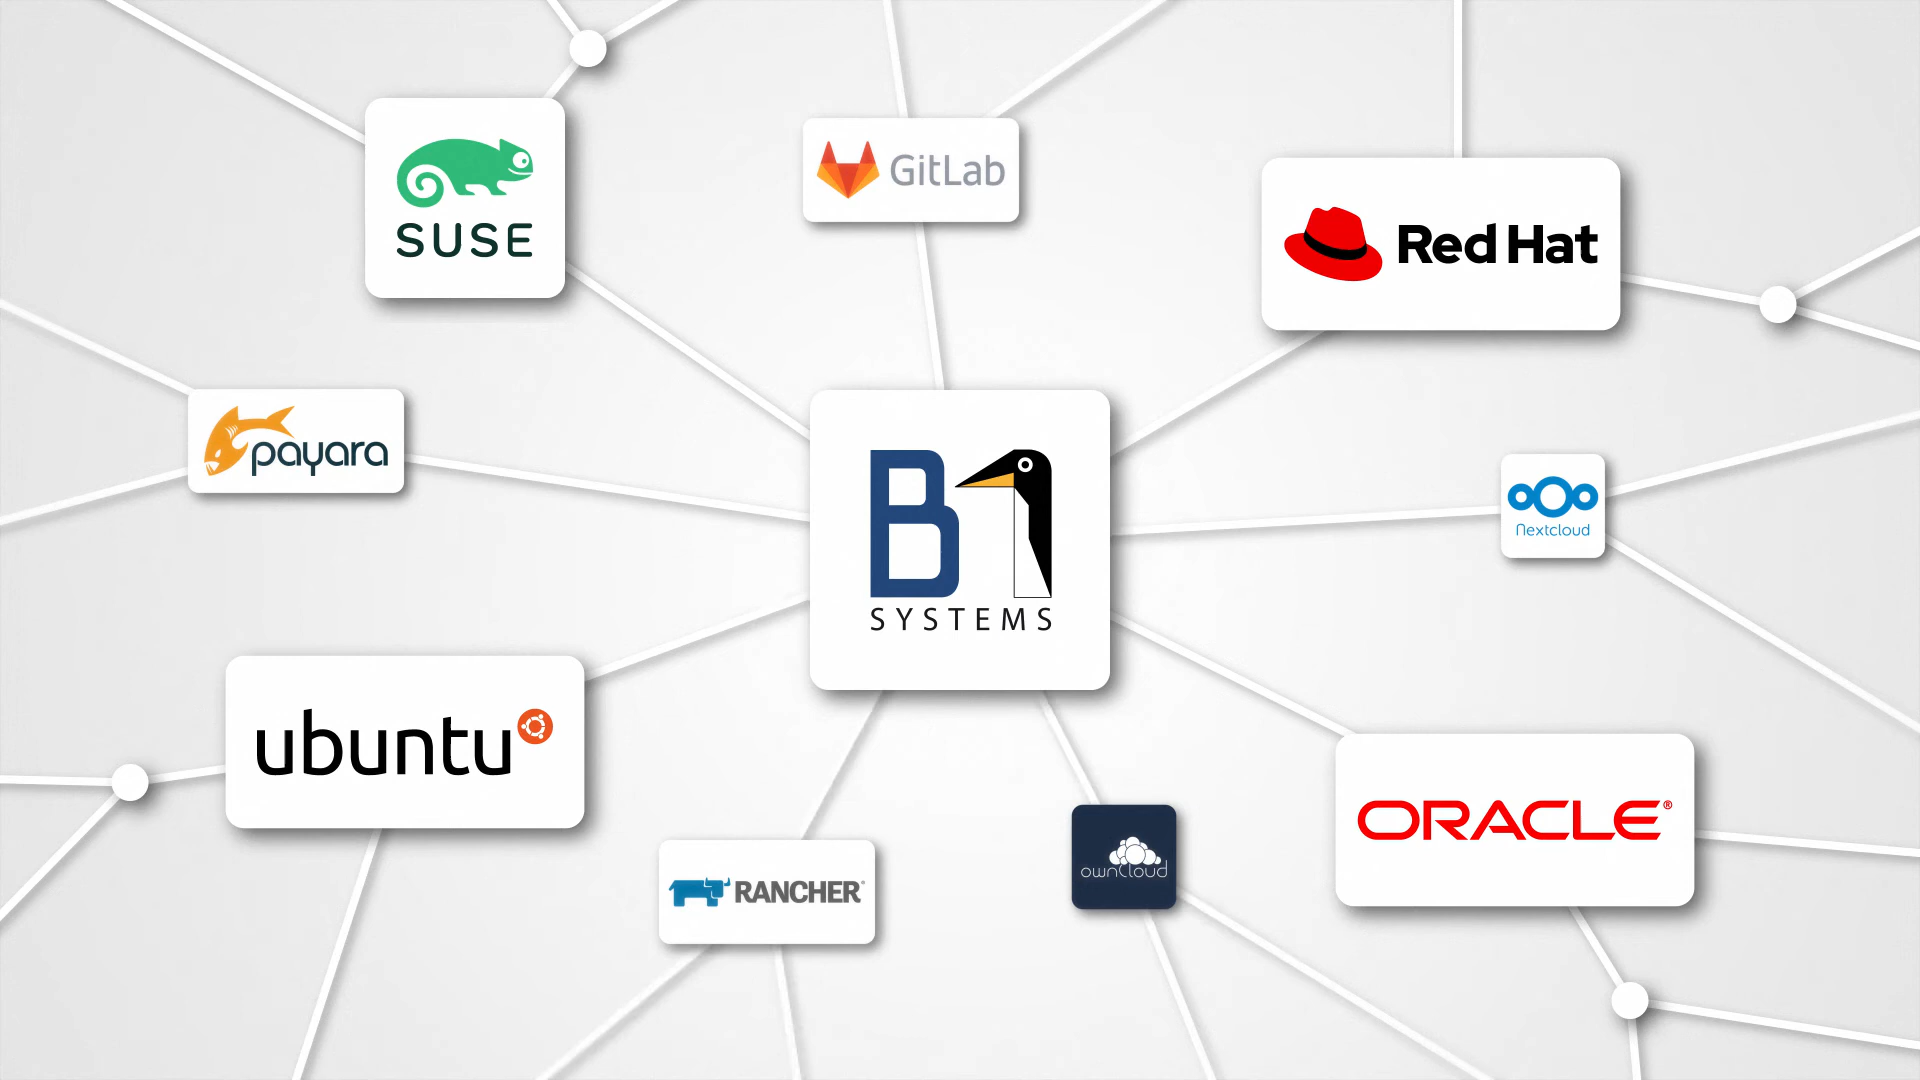 SUSE
GitLab
Red Hat
payara
Nextcloud
B1
SYSTEMS
ubuntu
ORACLE®
RANCHER®
ownCloud